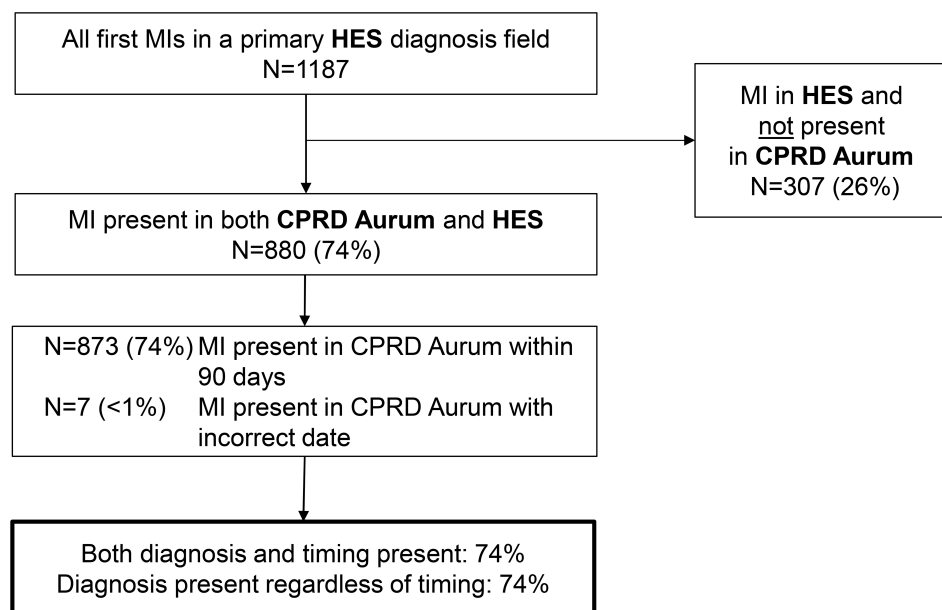 All first MIs in a primary HES diagnosis field
N=1187
MI in HES and
not present
in CPRD Aurum
N=307 (26%)
MI present in both CPRD Aurum and HES
N=880 (74%)
N=873 (74%) MI present in CPRD Aurum within
90 days
N=7 (<1%) MI present in CPRD Aurum with
incorrect date
Both diagnosis and timing present: 74%
Diagnosis present regardless of timing: 74%